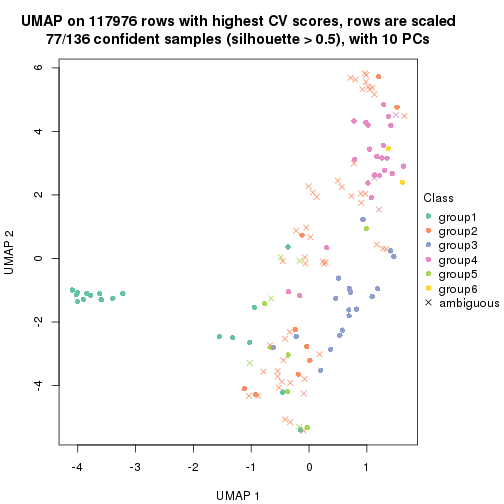 UMAP on 117976 rows with highest CV scores, rows are scaled
77/136 confident samples (silhouette > 0.5), with 10 PCs
6
4
2
0
-2
-4
UMAP 2
-4
-3
-2
-1
0
1
UMAP 1
Class
group1
group2
group3
group4
group5
group6
ambiguous